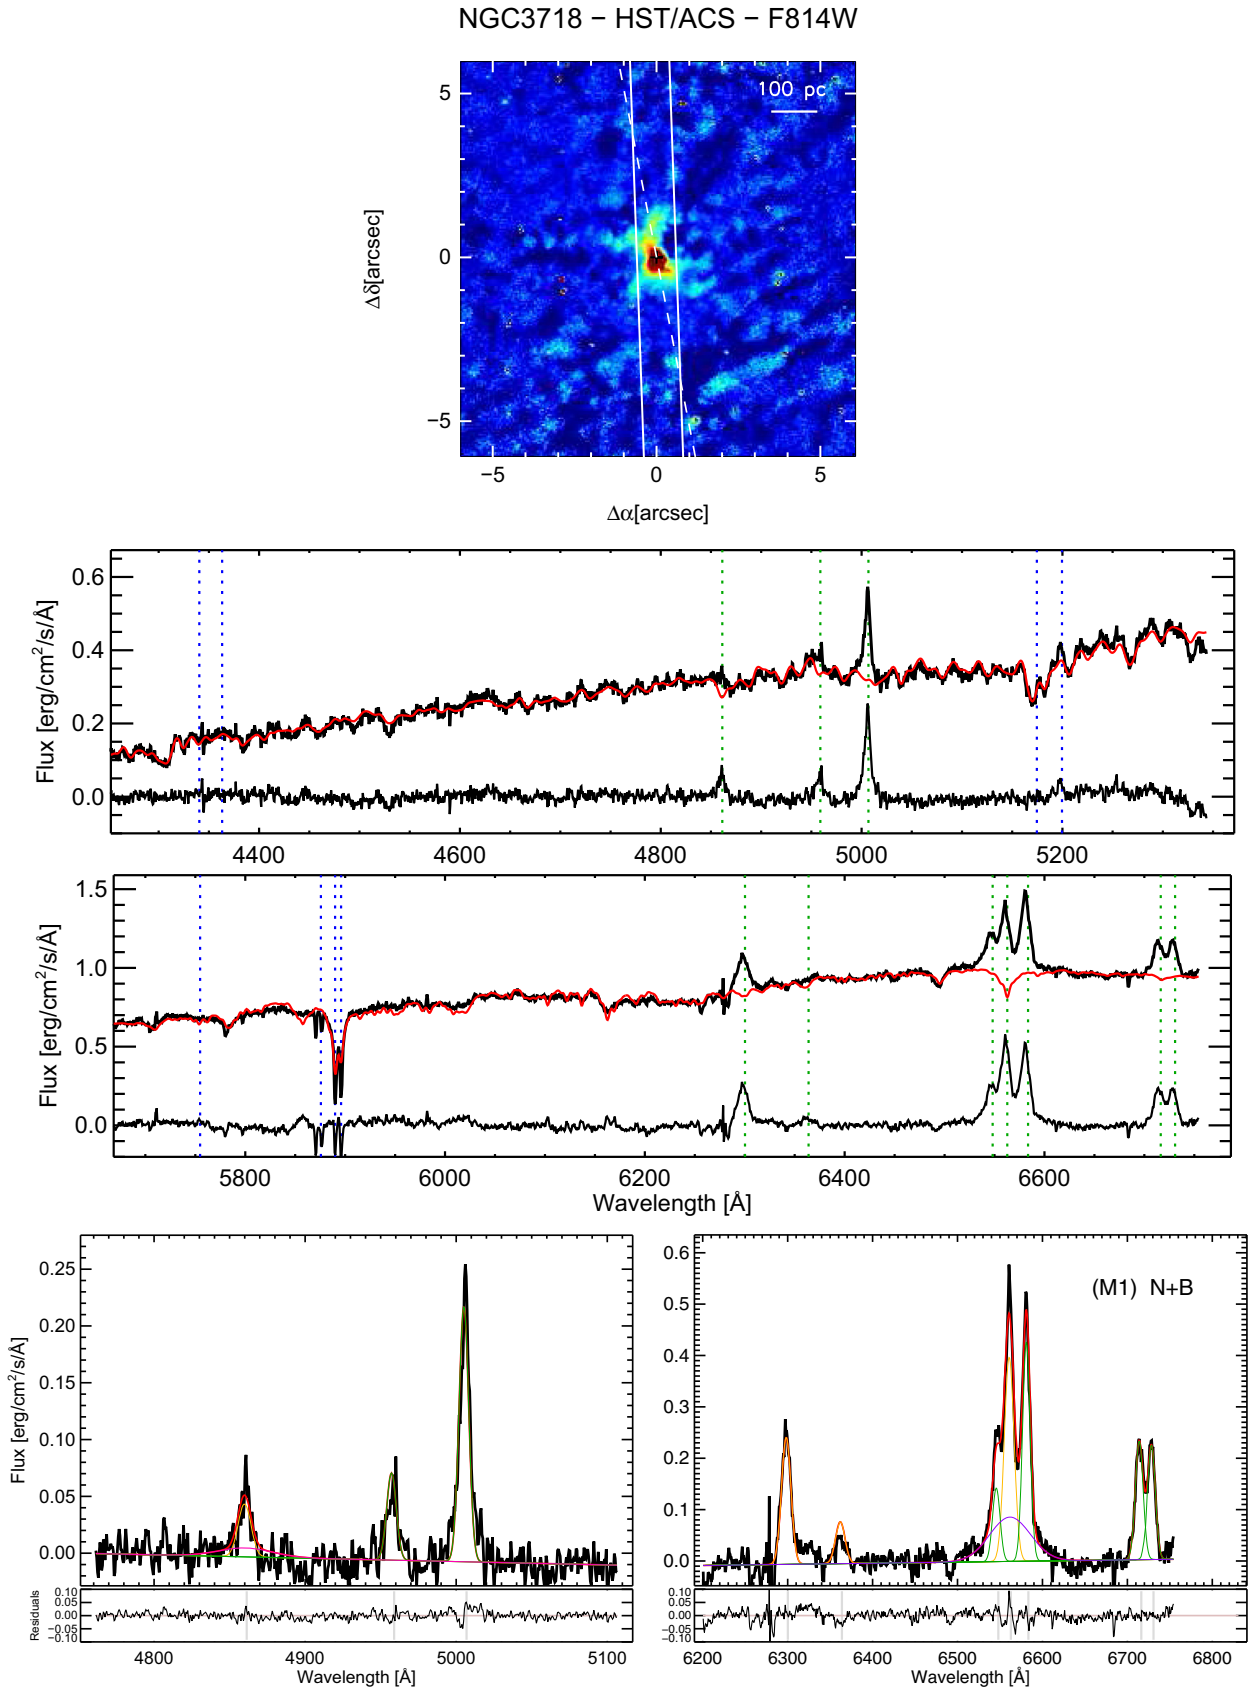 NGC3718 − HST/ACS − F814W
5
0
−5
Δδ[arcsec]
100 pc
−5 0 5
Δα[arcsec]
0.6
0.4
0.2
0.0
Flux [erg/cm²/s/Å]
4400 4600 4800 5000 5200
1.5
1.0
0.5
0.0
Flux [erg/cm²/s/Å]
5800 6000 6200 6400 6600
Wavelength [Å]
0.25
0.20
0.15
0.10
0.05
0.00
Flux [erg/cm²/s/Å]
0.10
0.05
0.00
−0.05
−0.10
Residuals
4800 4900 5000 5100
Wavelength [Å]
(M1) N+B
0.6
0.5
0.4
0.3
0.2
0.1
0.0
0.10
0.05
0.00
−0.05
−0.10
6200 6300 6400 6500 6600 6700 6800
Wavelength [Å]